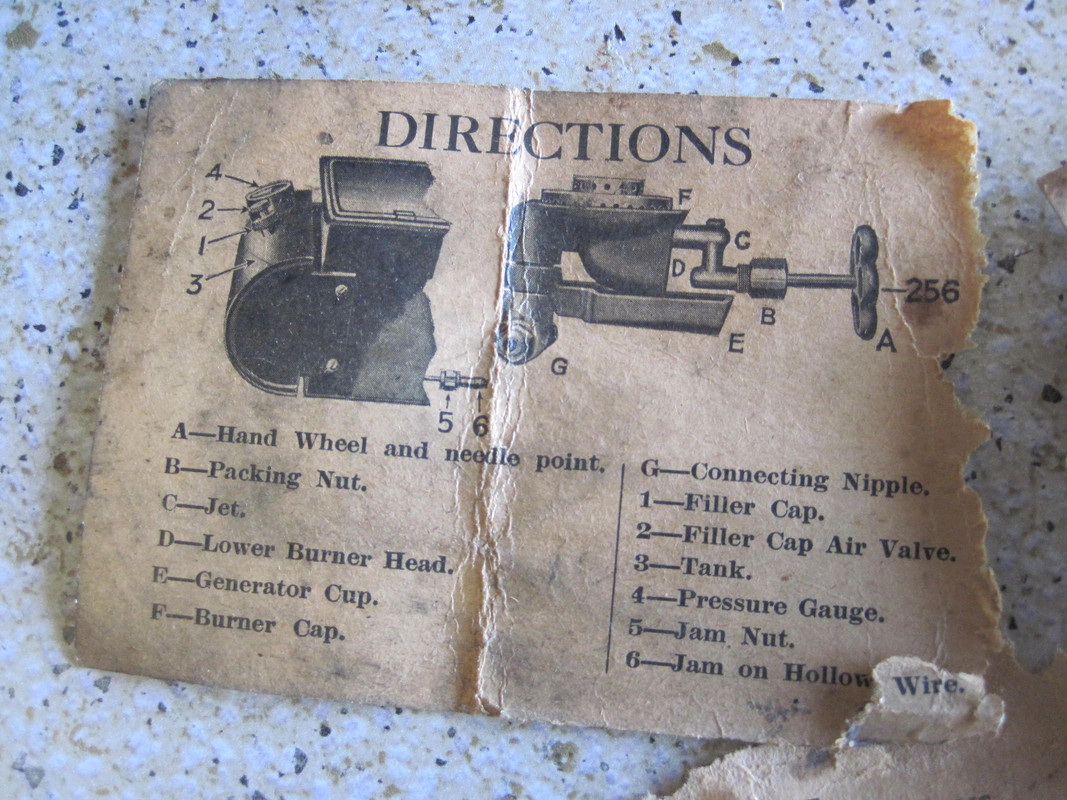 DIRECTIONS
4
2
1
3
5 6
F
G
D
B
256
A
E
G
A—Hand Wheel and needle point.
B—Packing Nut.
C—Jet.
D—Lower Burner Head.
E—Generator Cup.
F—Burner Cap.
G—Connecting Nipple.
1—Filler Cap.
2—Filler Cap Air Valve.
3—Tank.
4—Pressure Gauge.
5—Jam Nut.
6—Jam on Hollow Wire.